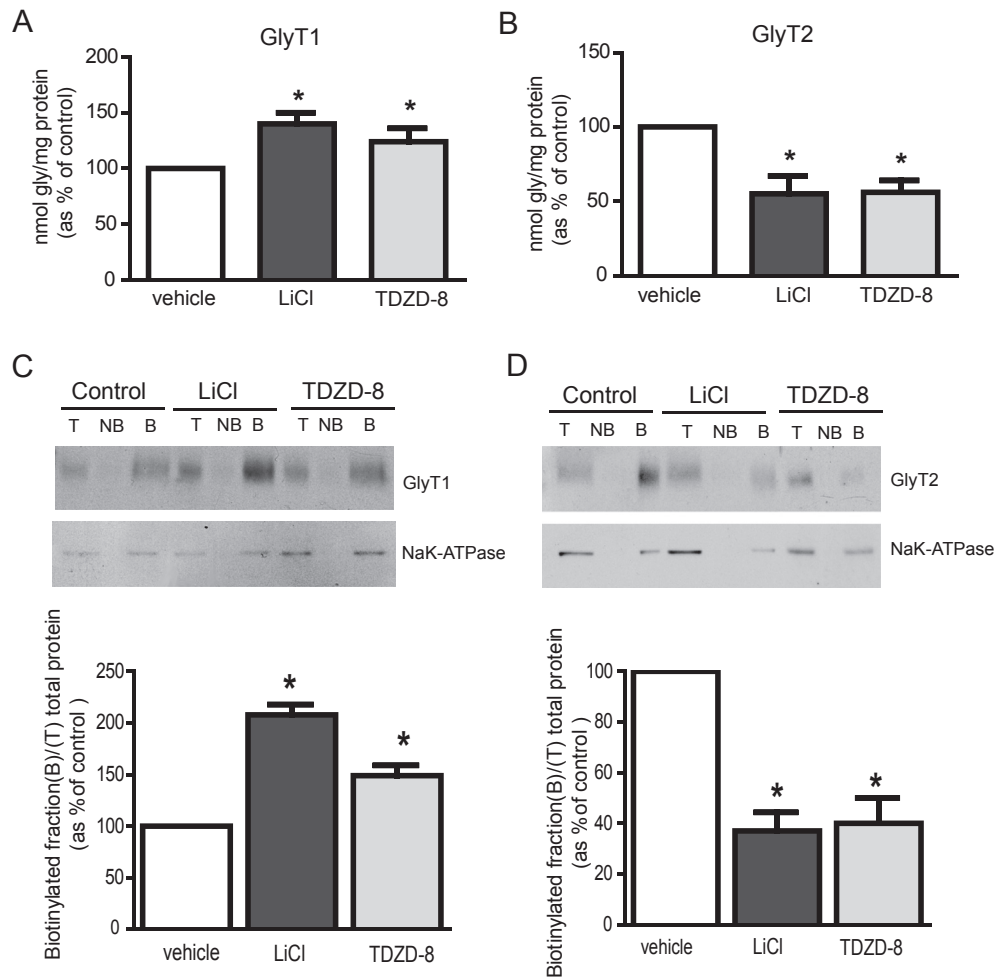 A
GlyT1
nmol gly/mg protein
(as % of control)
200
150
100
50
0
*
*
vehicle LiCl TDZD-8
B
GlyT2
nmol gly/mg protein
(as % of control)
150
100
50
0
*
*
vehicle LiCl TDZD-8
C
Control LiCl TDZD-8
T NB B T NB B T NB B
GlyT1
NaK-ATPase
Biotinylated fraction(B)/(T) total protein
(as % of control )
250
200
150
100
50
0
*
*
vehicle LiCl TDZD-8
D
Control LiCl TDZD-8
T NB B T NB B T NB B
GlyT2
NaK-ATPase
Biotinylated fraction(B)/(T) total protein
(as % of control )
100
80
60
40
20
0
*
*
vehicle LiCl TDZD-8